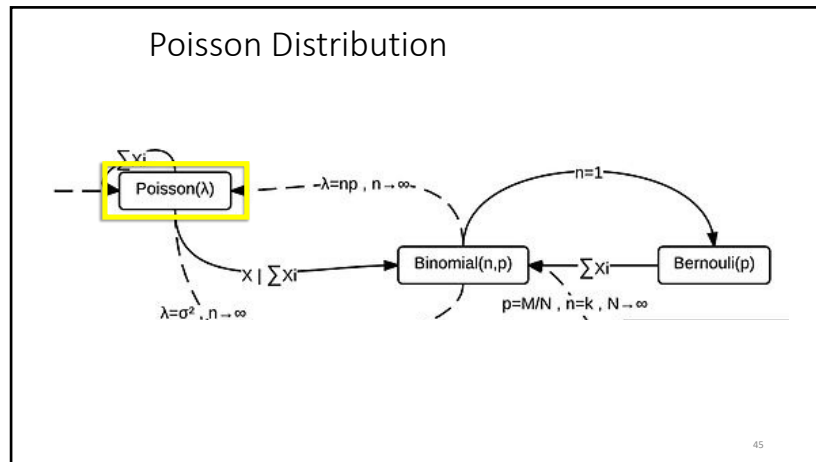 Poisson Distribution
∑Xi
Poisson(λ)
λ=np , n→∞
n=1
X | ∑Xi
Binomial(n,p)
∑Xi
Bernouli(p)
λ=σ² , n→∞
p=M/N , n=k , N→∞
45